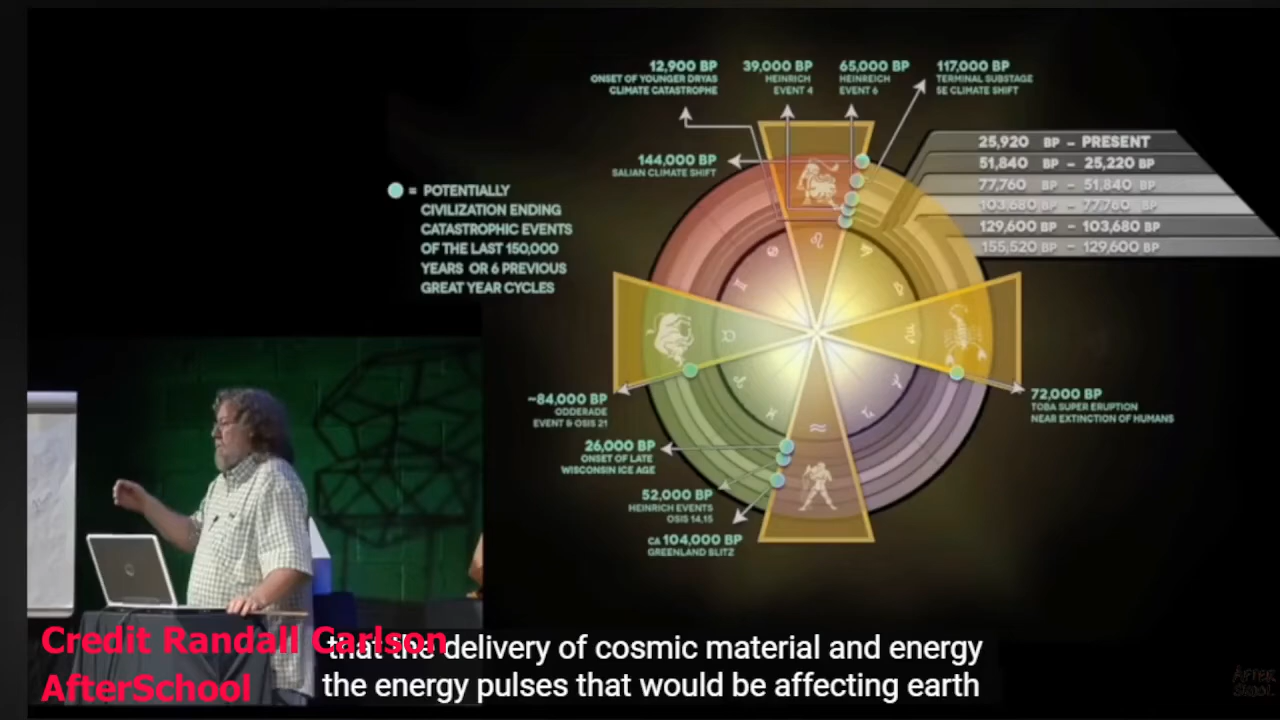 12,900 BP
ONSET OF YOUNGER DRYAS
CLIMATE CATASTROPHE
39,000 BP
HEINRICH
EVENT 4
65,000 BP
HEINREICH
EVENT 6
117,000 BP
TERMINAL SUBSTAGE
5E CLIMATE SHIFT
144,000 BP
SALIAN CLIMATE SHIFT
25,920 BP - PRESENT
51,840 BP - 25,220 BP
77,760 BP - 51,840 BP
103,680 BP - 77,760 BP
129,600 BP - 103,680 BP
155,520 BP - 129,600 BP
= POTENTIALLY
CIVILIZATION ENDING
CATASTROPHIC EVENTS
OF THE LAST 150,000
YEARS OR 6 PREVIOUS
GREAT YEAR CYCLES
~84,000 BP
ODDERADE
EVENT & OSIS 21
72,000 BP
TOBA SUPER ERUPTION
NEAR EXTINCTION OF HUMANS
26,000 BP
ONSET OF LATE
WISCONSIN ICE AGE
52,000 BP
HEINRICH EVENTS
OSIS 14,15
CA 104,000 BP
GREENLAND BLITZ
Credit Randall Carlson
AfterSchool
that the delivery of cosmic material and energy
the energy pulses that would be affecting earth
AFTER
SKOOL